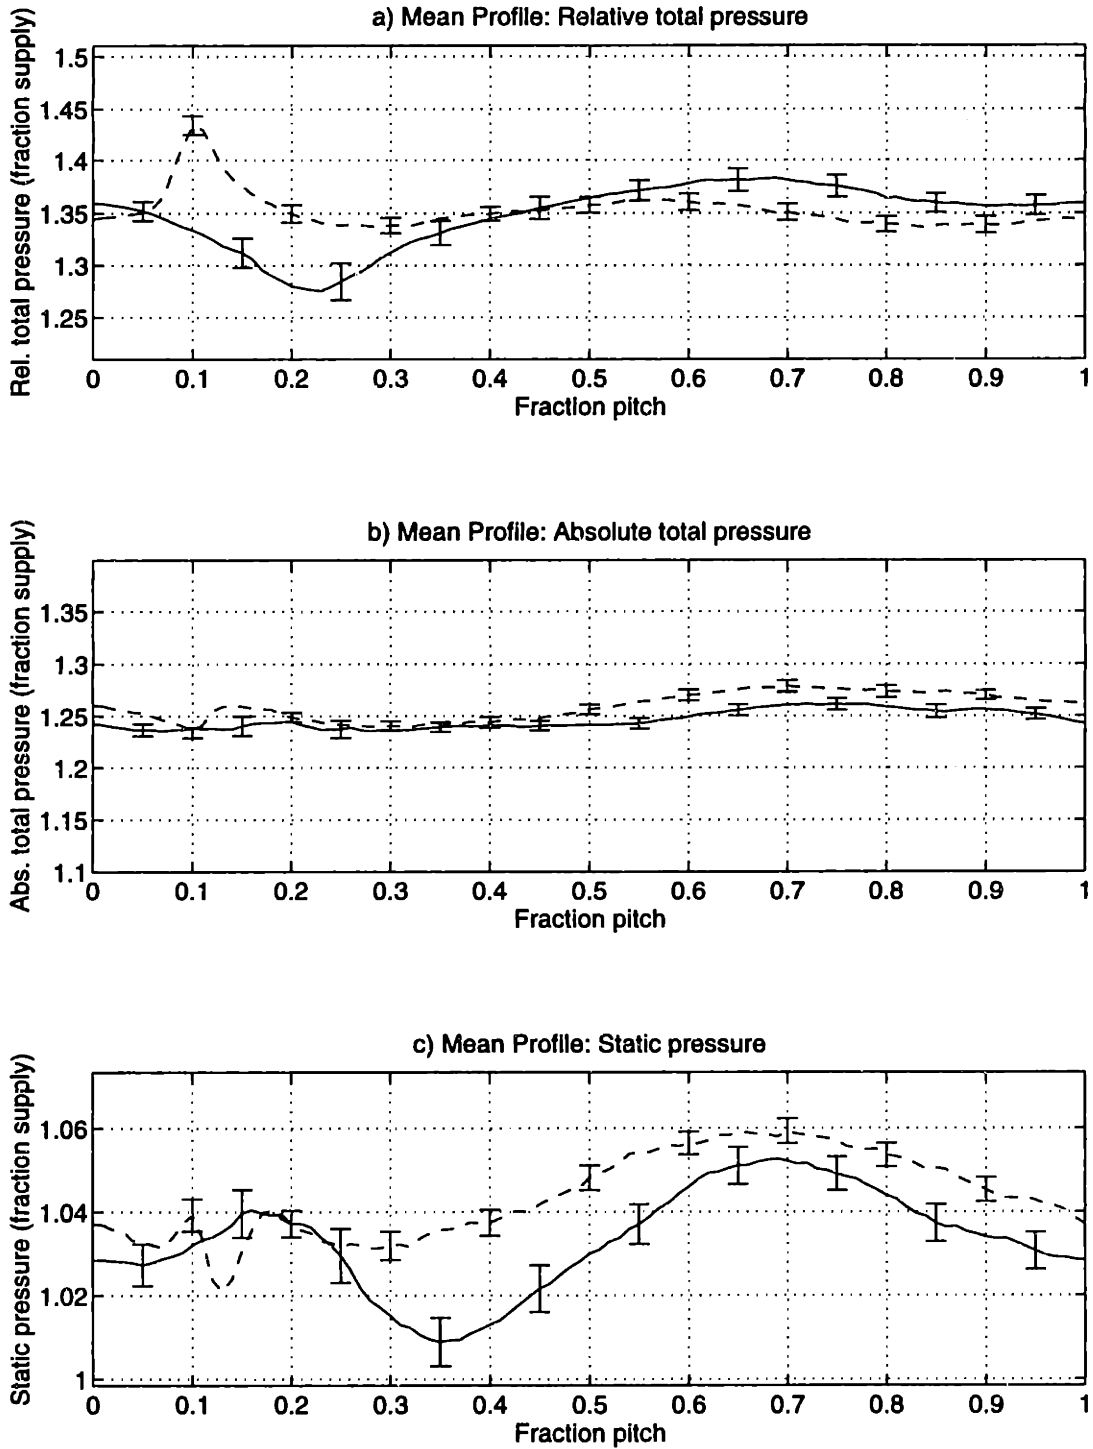 a) Mean Profile: Relative total pressure
Rel. total pressure (fraction supply)
1.5
1.45
1.4
1.35
1.3
1.25
0 0.1 0.2 0.3 0.4 0.5 0.6 0.7 0.8 0.9 1
Fraction pitch
b) Mean Profile: Absolute total pressure
Abs. total pressure (fraction supply)
1.35
1.3
1.25
1.2
1.15
1.1
0 0.1 0.2 0.3 0.4 0.5 0.6 0.7 0.8 0.9 1
Fraction pitch
c) Mean Profile: Static pressure
Static pressure (fraction supply)
1.06
1.04
1.02
1
0 0.1 0.2 0.3 0.4 0.5 0.6 0.7 0.8 0.9 1
Fraction pitch